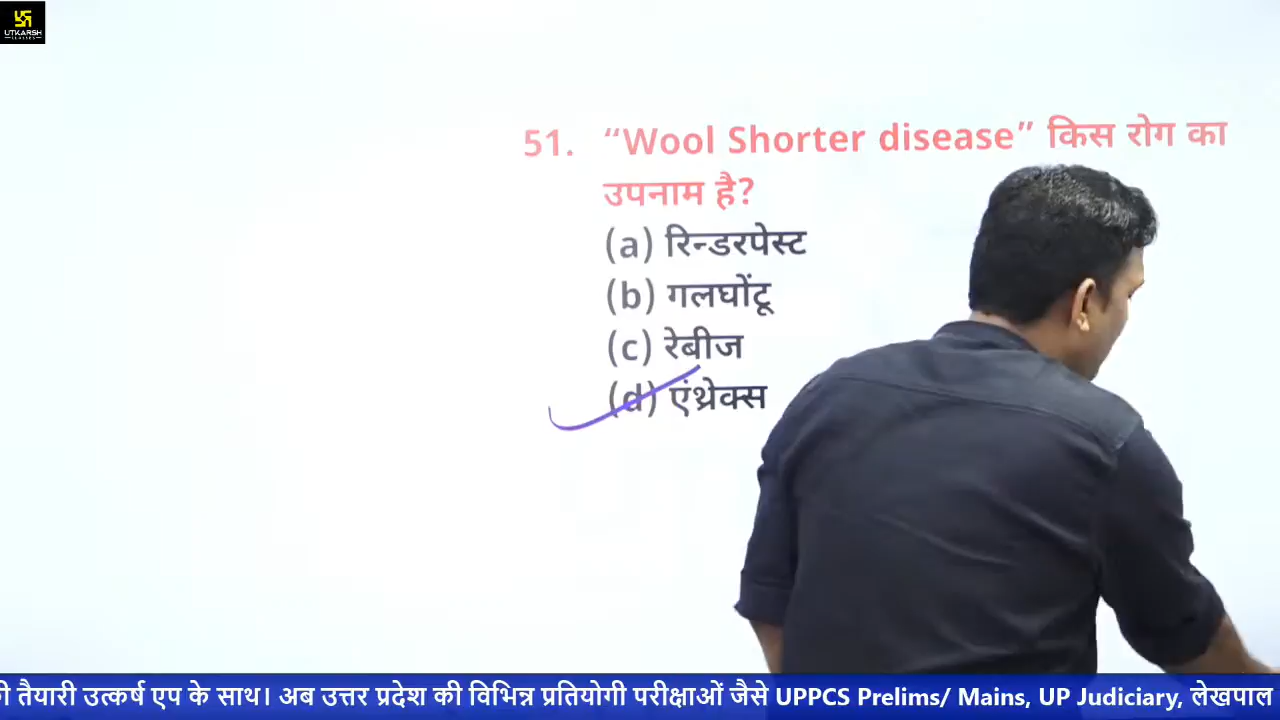 UTKARSH
CLASSES
51. “Wool Shorter disease” किस रोग का
उपनाम है?
(a) रिन्डरपेस्ट
(b) गलघोंटू
(c) रेबीज
(d) एंथ्रेक्स
तैयारी उत्कर्ष एप के साथ। अब उत्तर प्रदेश की विभिन्न प्रतियोगी परीक्षाओं जैसे UPPCS Prelims/ Mains, UP Judiciary, लेखपाल